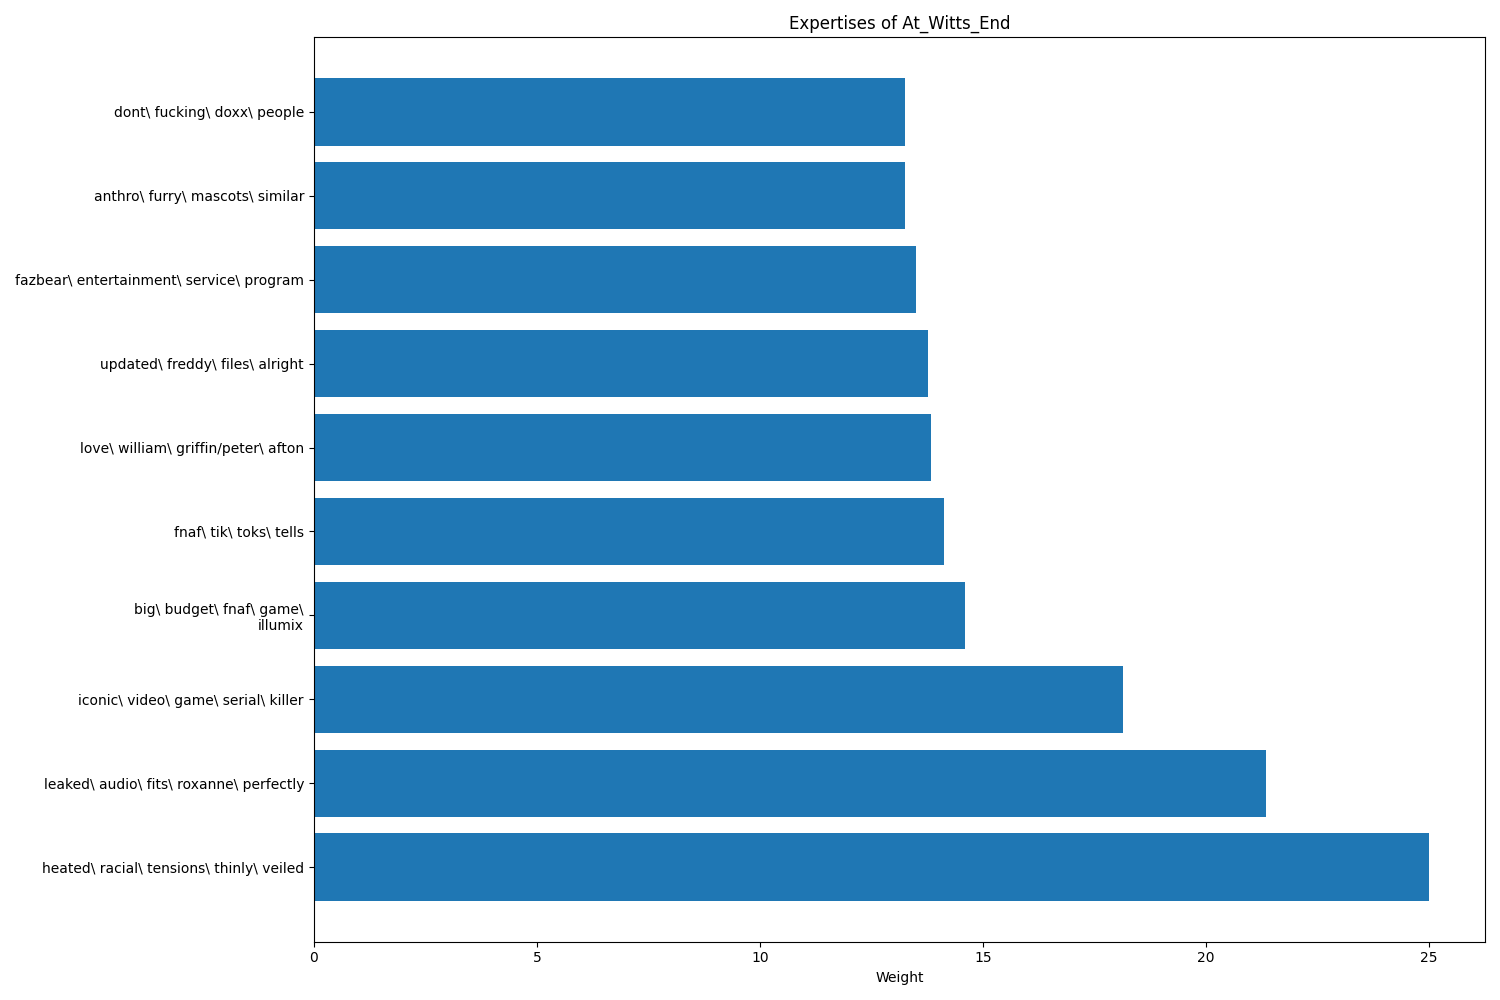 Expertises of At_Witts_End
dont\ fucking\ doxx\ people
anthro\ furry\ mascots\ similar
fazbear\ entertainment\ service\ program
updated\ freddy\ files\ alright
love\ william\ griffin/peter\ afton
fnaf\ tik\ toks\ tells
big\ budget\ fnaf\ game\
illumix
iconic\ video\ game\ serial\ killer
leaked\ audio\ fits\ roxanne\ perfectly
heated\ racial\ tensions\ thinly\ veiled
0 5 10 15 20 25
Weight